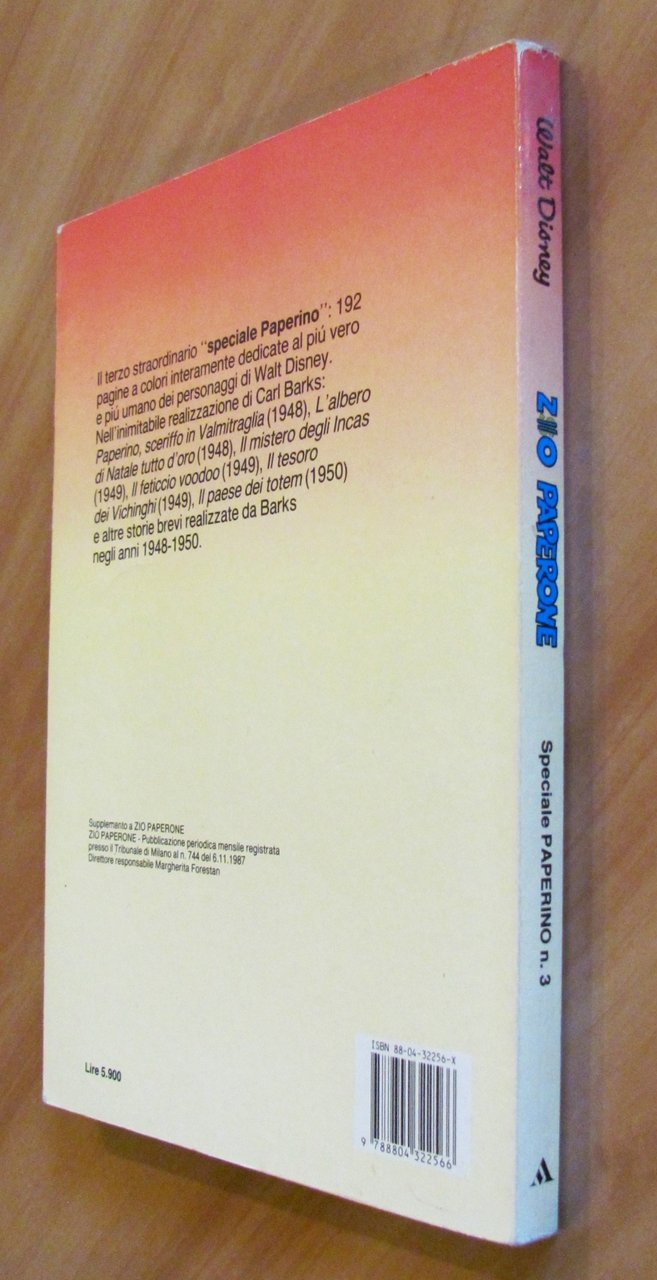 Il terzo straordinario "speciale Paperino": 192
pagine a colori interamente dedicate al piú vero
e piú umano dei personaggi di Walt Disney.
Nell'inimitabile realizzazione di Carl Barks:
Paperino, sceriffo in Valmitraglia (1948), L'albero
di Natale tutto d'oro (1948), Il mistero degli Incas
(1949), Il feticcio voodoo (1949), Il tesoro
dei Vichinghi (1949), Il paese dei totem (1950)
e altre storie brevi realizzate da Barks
negli anni 1948-1950.
Supplemento a ZIO PAPERONE
ZIO PAPERONE - Pubblicazione periodica mensile registrata
presso il Tribunale di Milano al n. 744 del 6.11.1987
Direttore responsabile Margherita Forestan
Lire 5.900
ISBN 88-04-32256-X
9 788804 322566
Walt Disney
ZIO PAPERONE
Speciale PAPERINO n. 3